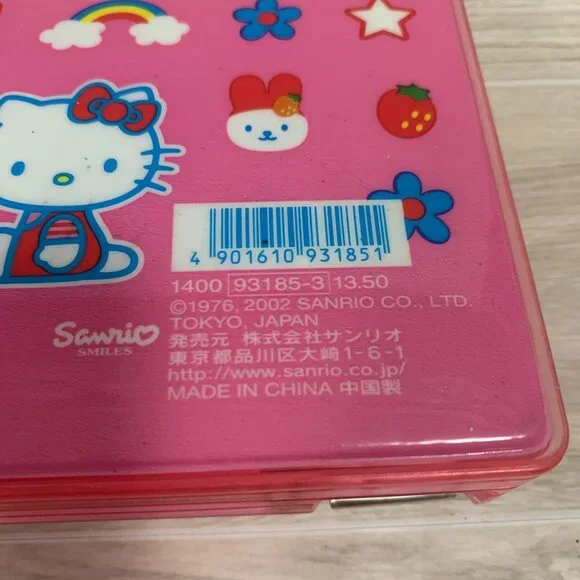 4 901610 931851
1400 93185-3 13.50
©1976, 2002 SANRIO CO., LTD.
TOKYO, JAPAN
Sanrio
SMILES
発売元 株式会社サンリオ
東京都品川区大崎1-6-1
http://www.sanrio.co.jp/
MADE IN CHINA 中国製